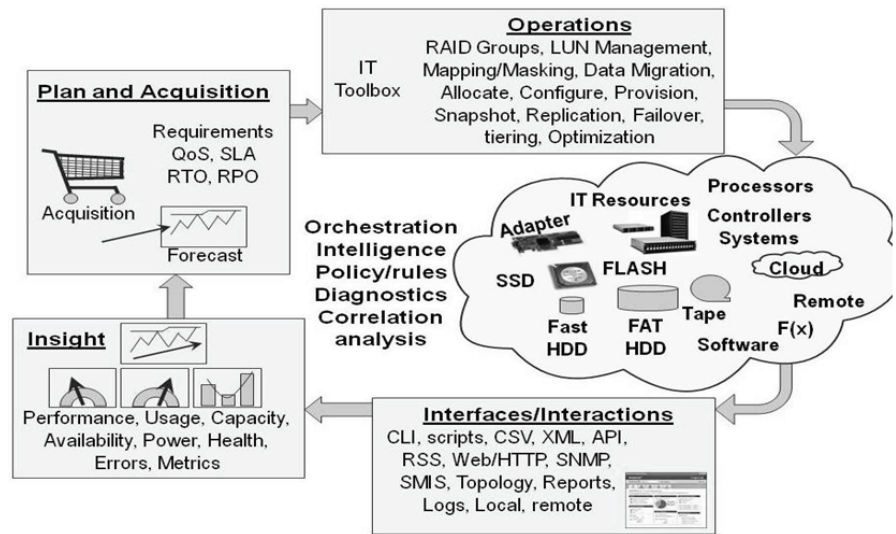 Plan and Acquisition
Requirements
QoS, SLA
RTO, RPO
Acquisition
Forecast
Operations
IT
Toolbox
RAID Groups, LUN Management,
Mapping/Masking, Data Migration,
Allocate, Configure, Provision,
Snapshot, Replication, Failover,
tiering, Optimization
Orchestration
Intelligence
Policy/rules
Diagnostics
Correlation
analysis
IT Resources
Processors
Adapter
Controllers
Systems
SSD
FLASH
Cloud
Tape
Remote
Fast
HDD
FAT
HDD
Software
F(x)
Insight
Performance, Usage, Capacity,
Availability, Power, Health,
Errors, Metrics
Interfaces/Interactions
CLI, scripts, CSV, XML, API,
RSS, Web/HTTP, SNMP,
SMIS, Topology, Reports,
Logs, Local, remote